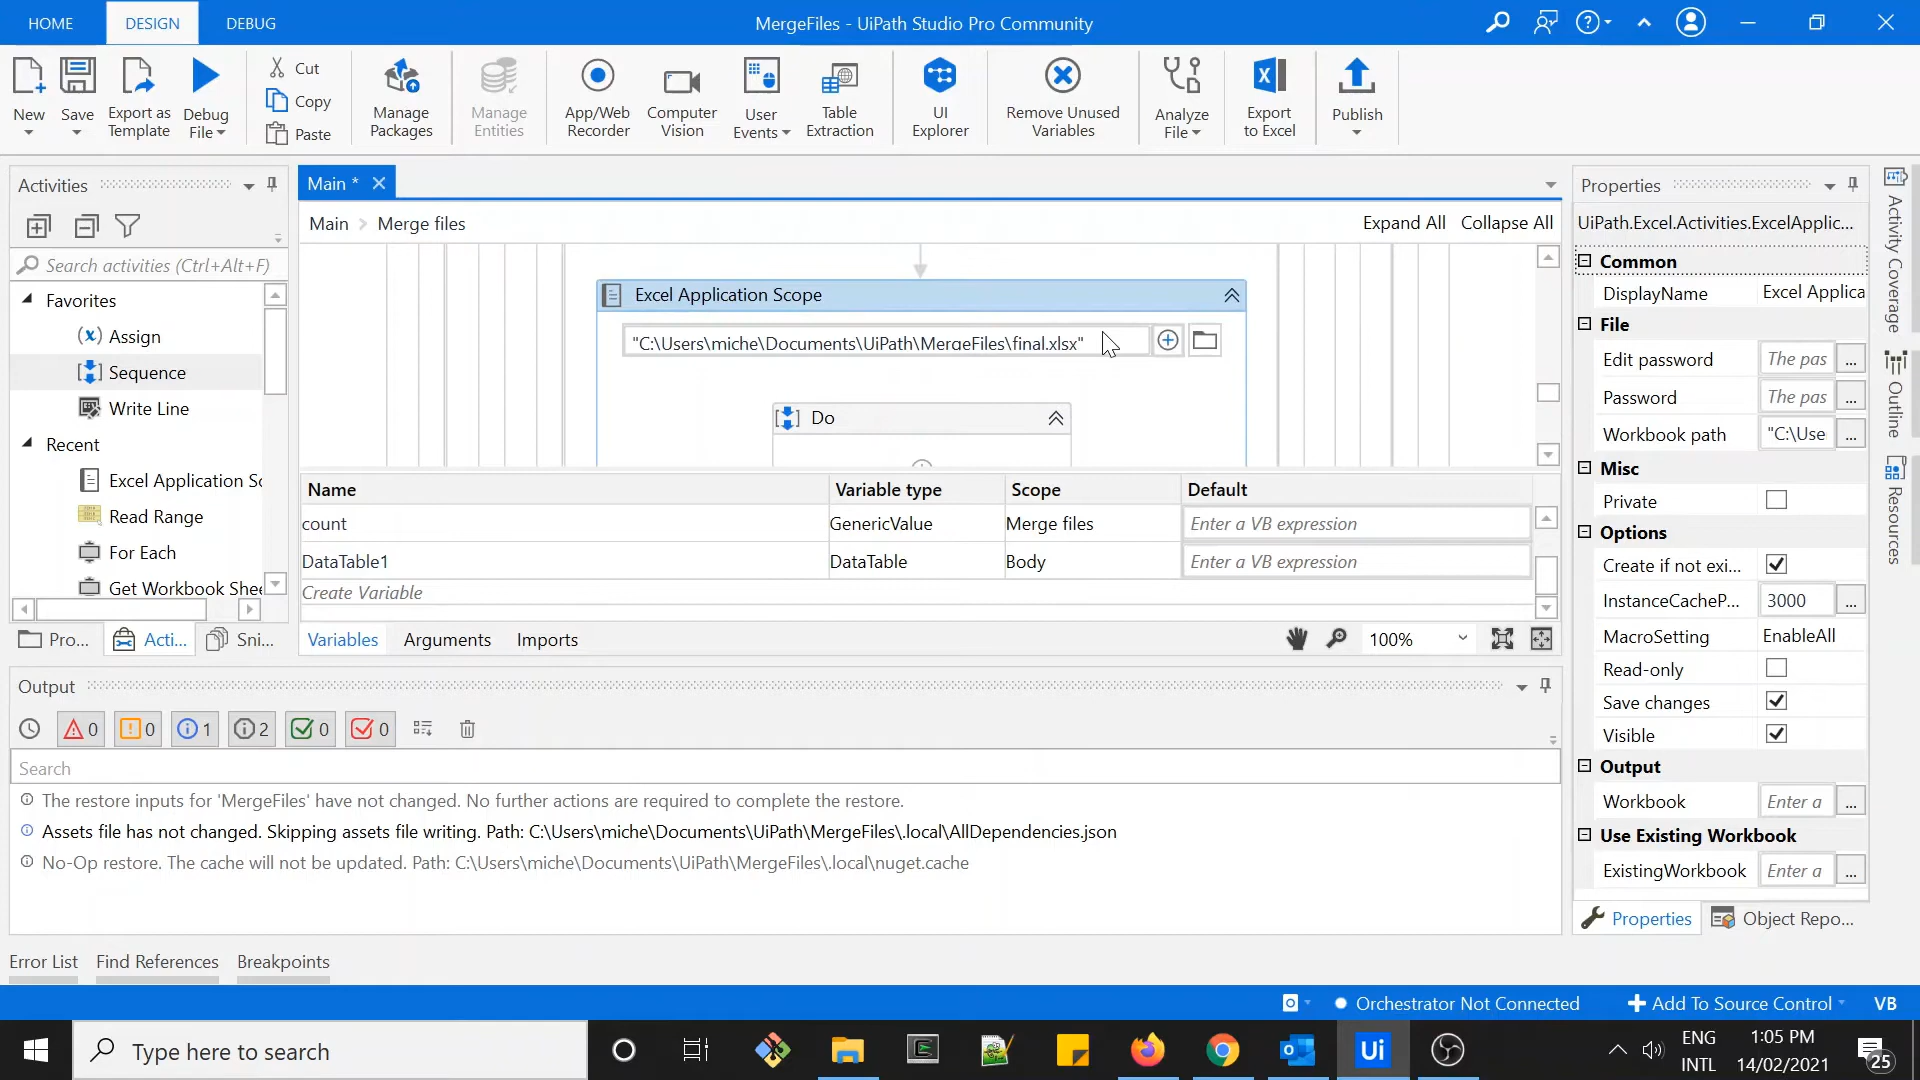 HOME DESIGN DEBUG MergeFiles - UiPath Studio Pro Community
New Save Export as Template Debug File Cut Copy Paste Manage Packages Manage Entities App/Web Recorder Computer Vision User Events Table Extraction UI Explorer Remove Unused Variables Analyze File Export to Excel Publish
Activities
Search activities (Ctrl+Alt+F)
Favorites
Assign
Sequence
Write Line
Recent
Excel Application Sc
Read Range
For Each
Get Workbook Shee
Pro... Acti... Sni...
Main *
Main Merge files Expand All Collapse All
Excel Application Scope
"C:\Users\miche\Documents\UiPath\MergeFiles\final.xlsx"
Do
Name Variable type Scope Default
count GenericValue Merge files Enter a VB expression
DataTable1 DataTable Body Enter a VB expression
Create Variable
Variables Arguments Imports 100%
Output
0 0 1 2 0 0
Search
The restore inputs for 'MergeFiles' have not changed. No further actions are required to complete the restore.
Assets file has not changed. Skipping assets file writing. Path: C:\Users\miche\Documents\UiPath\MergeFiles\.local\AllDependencies.json
No-Op restore. The cache will not be updated. Path: C:\Users\miche\Documents\UiPath\MergeFiles\.local\nuget.cache
Error List Find References Breakpoints
Properties
UiPath.Excel.Activities.ExcelApplic...
Common
DisplayName Excel Applica
File
Edit password The pas ...
Password The pas ...
Workbook path "C:\Use ...
Misc
Private
Options
Create if not exi...
InstanceCacheP... 3000 ...
MacroSetting EnableAll
Read-only
Save changes
Visible
Output
Workbook Enter a ...
Use Existing Workbook
ExistingWorkbook Enter a ...
Properties Object Repo...
Activity Coverage
Outline
Resources
Orchestrator Not Connected Add To Source Control VB
Type here to search
Ui
ENG
INTL
1:05 PM
14/02/2021
25